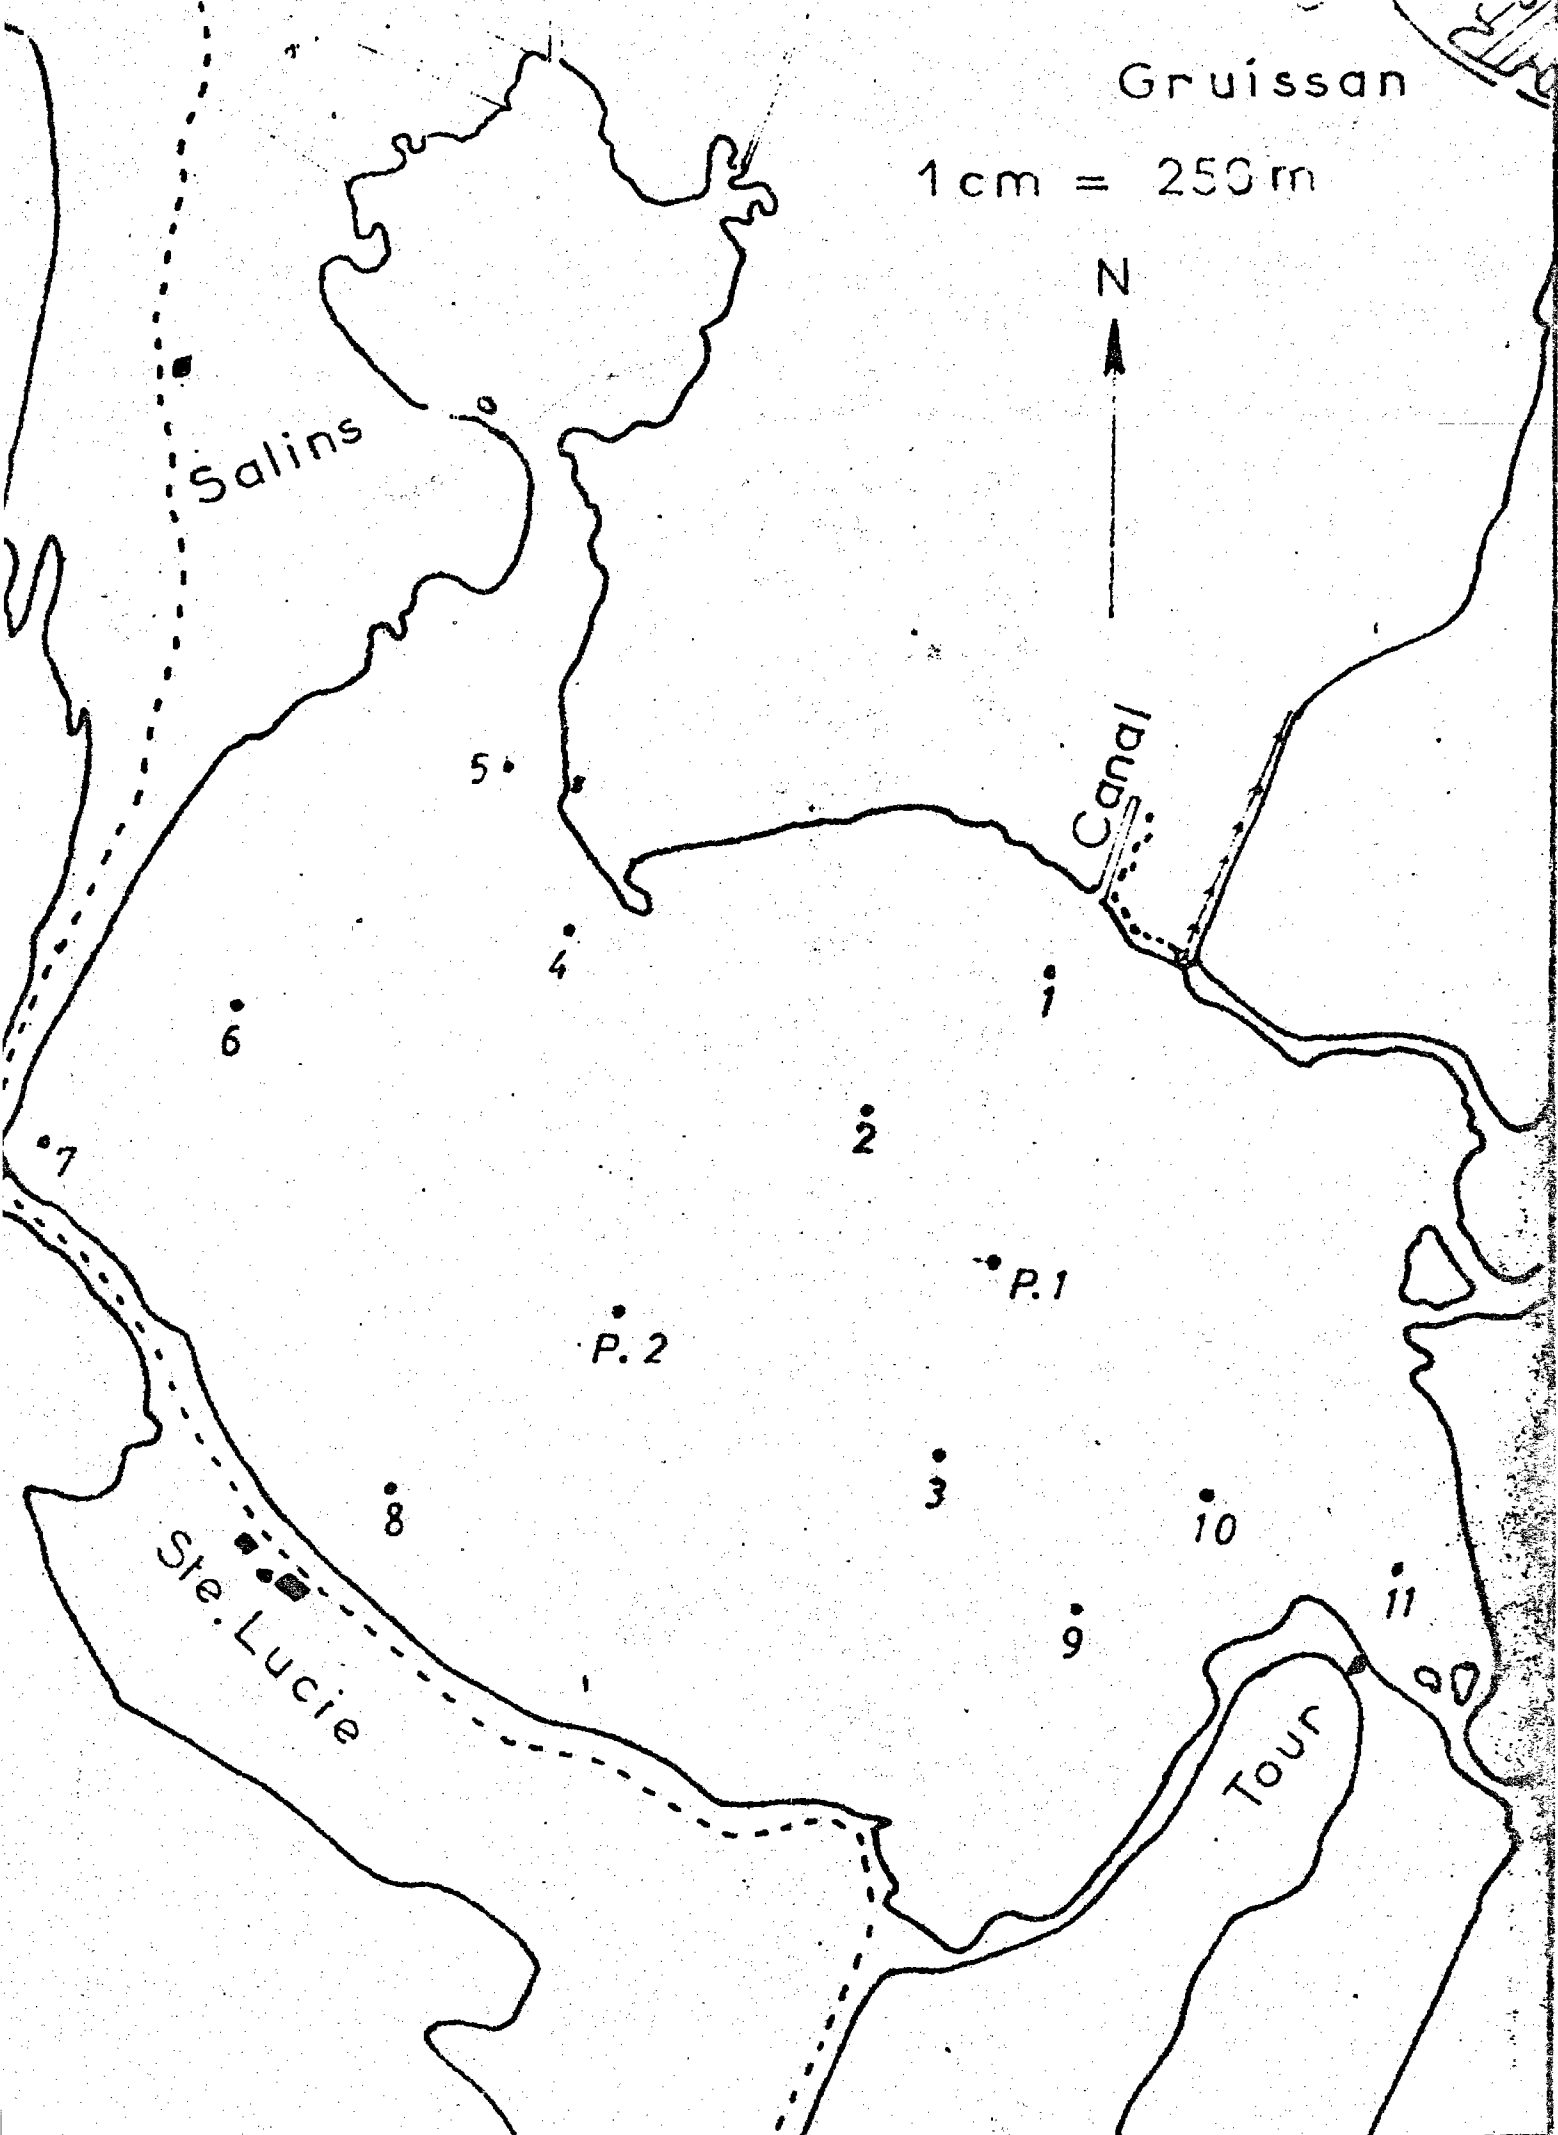 Gruissan
1 cm = 250 m
N
Salins
Canal
5
4
1
6
2
7
P. 1
P. 2
3
8
10
11
9
Ste. Lucie
Tour